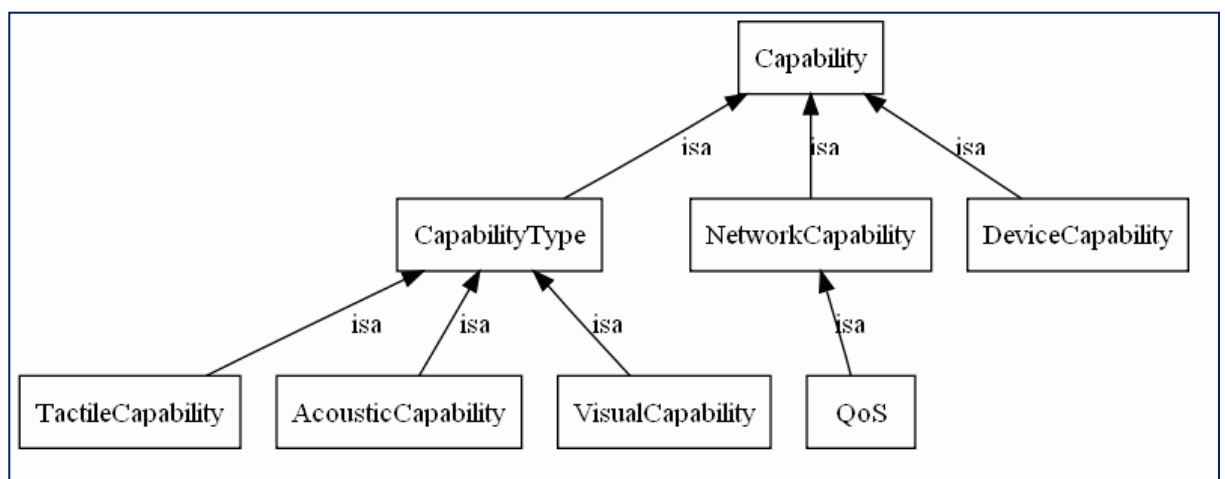 Capability
isa isa isa
CapabilityType NetworkCapability DeviceCapability
isa isa isa isa
TactileCapability AcousticCapability VisualCapability QoS